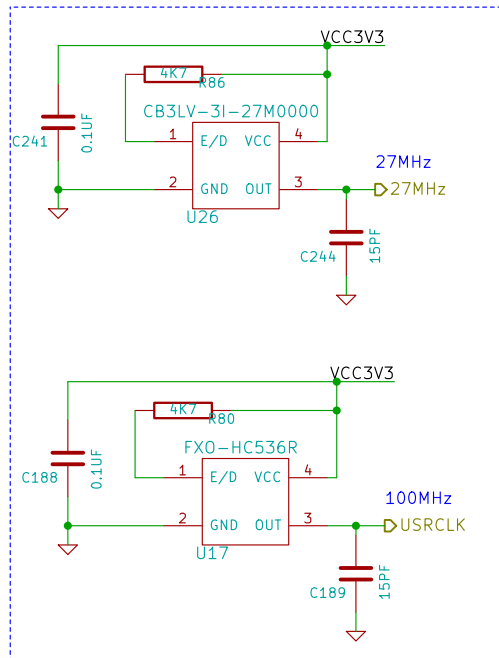 VCC3V3
4K7
R86
CB3LV-3I-27M0000
C241
0.1UF
1 E/D VCC 4
27MHz
2 GND OUT 3
27MHz
U26
C244
15PF
VCC3V3
4K7
R80
FXO-HC536R
C188
0.1UF
1 E/D VCC 4
100MHz
2 GND OUT 3
USRCLK
U17
C189
15PF